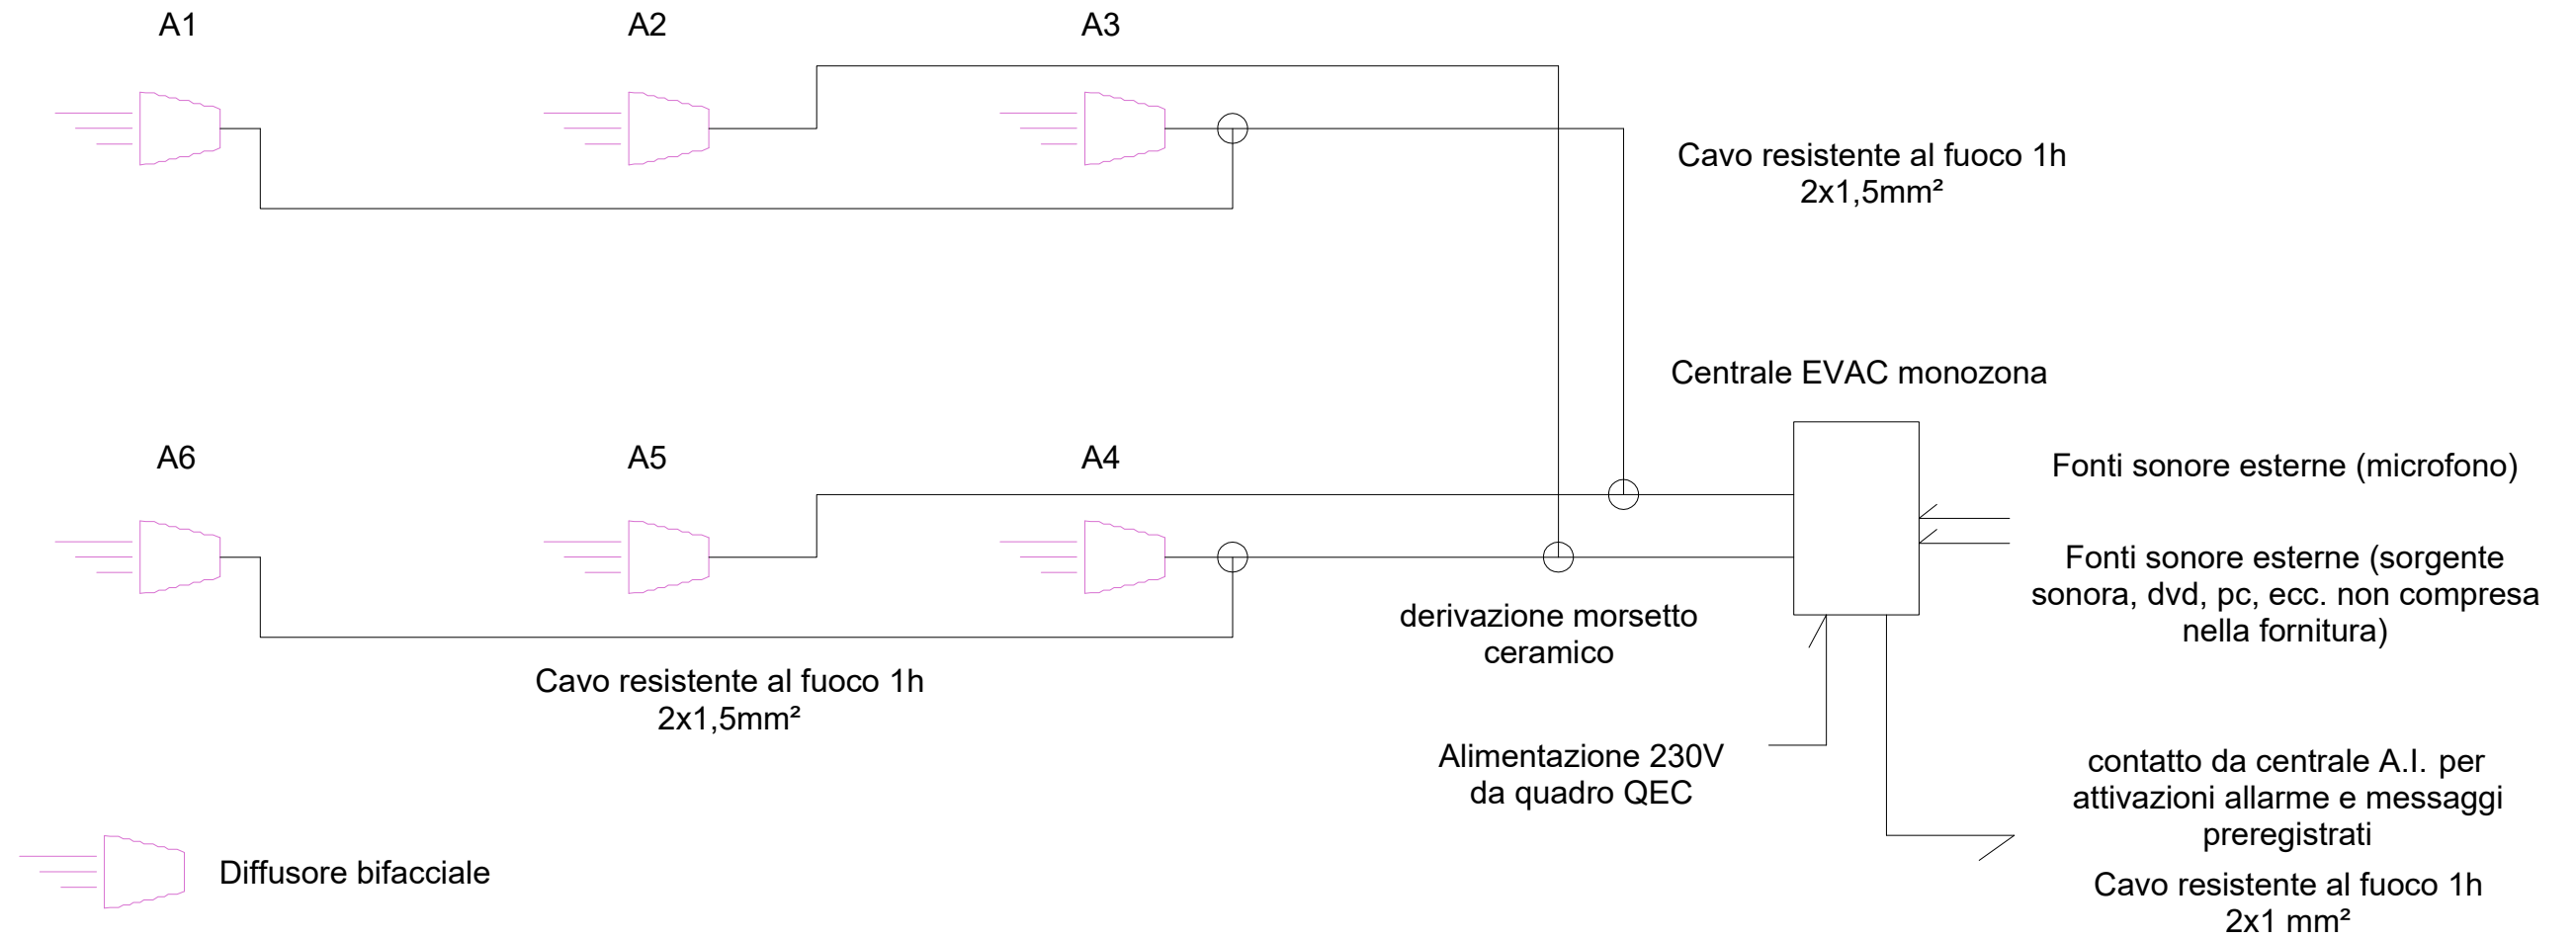 A1
A2
A3
Cavo resistente al fuoco 1h
2x1,5mm²
Centrale EVAC monozona
A6
A5
A4
Fonti sonore esterne (microfono)
Fonti sonore esterne (sorgente
sonora, dvd, pc, ecc. non compresa
nella fornitura)
derivazione morsetto
ceramico
Cavo resistente al fuoco 1h
2x1,5mm²
Alimentazione 230V
da quadro QEC
contatto da centrale A.I. per
attivazioni allarme e messaggi
preregistrati
Cavo resistente al fuoco 1h
2x1 mm²
Diffusore bifacciale